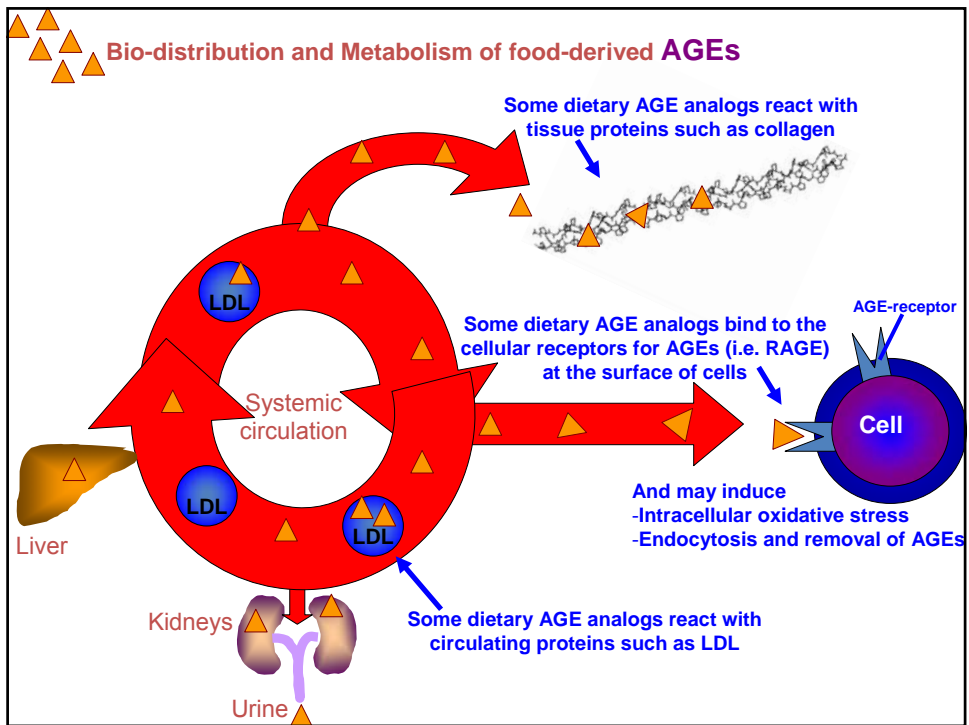 Bio-distribution and Metabolism of food-derived AGEs
Some dietary AGE analogs react with
tissue proteins such as collagen
LDL
AGE-receptor
Some dietary AGE analogs bind to the
cellular receptors for AGEs (i.e. RAGE)
at the surface of cells
Systemic
circulation
Cell
LDL
And may induce
-Intracellular oxidative stress
-Endocytosis and removal of AGEs
LDL
Liver
Kidneys
Some dietary AGE analogs react with
circulating proteins such as LDL
Urine